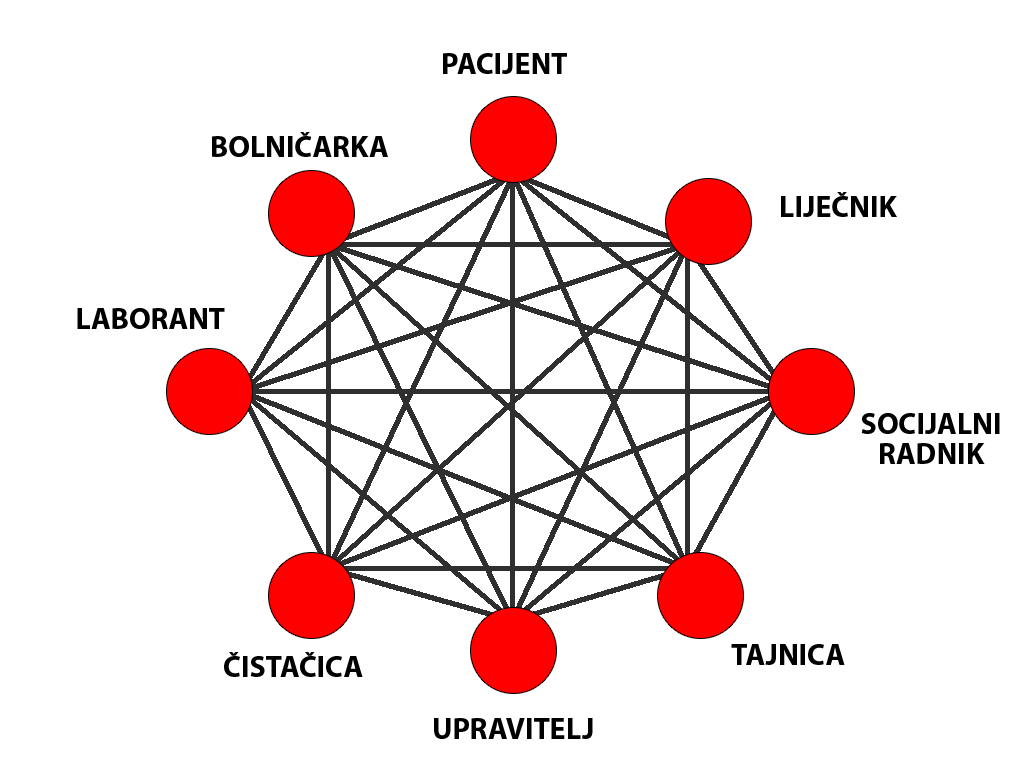 PACIJENT
BOLNIČARKA
LIJEČNIK
LABORANT
SOCIJALNI
RADNIK
TAJNICA
ČISTAČICA
UPRAVITELJ